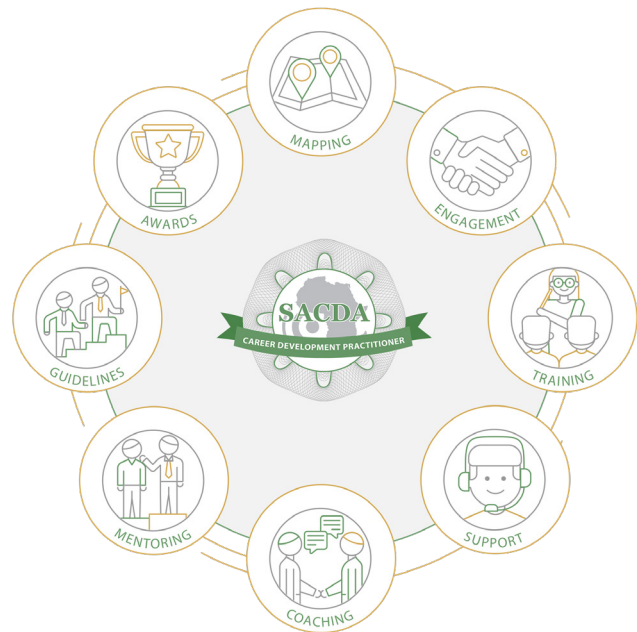 MAPPING
ENGAGEMENT
TRAINING
SUPPORT
COACHING
MENTORING
GUIDELINES
AWARDS
SACDA
CAREER DEVELOPMENT PRACTITIONER